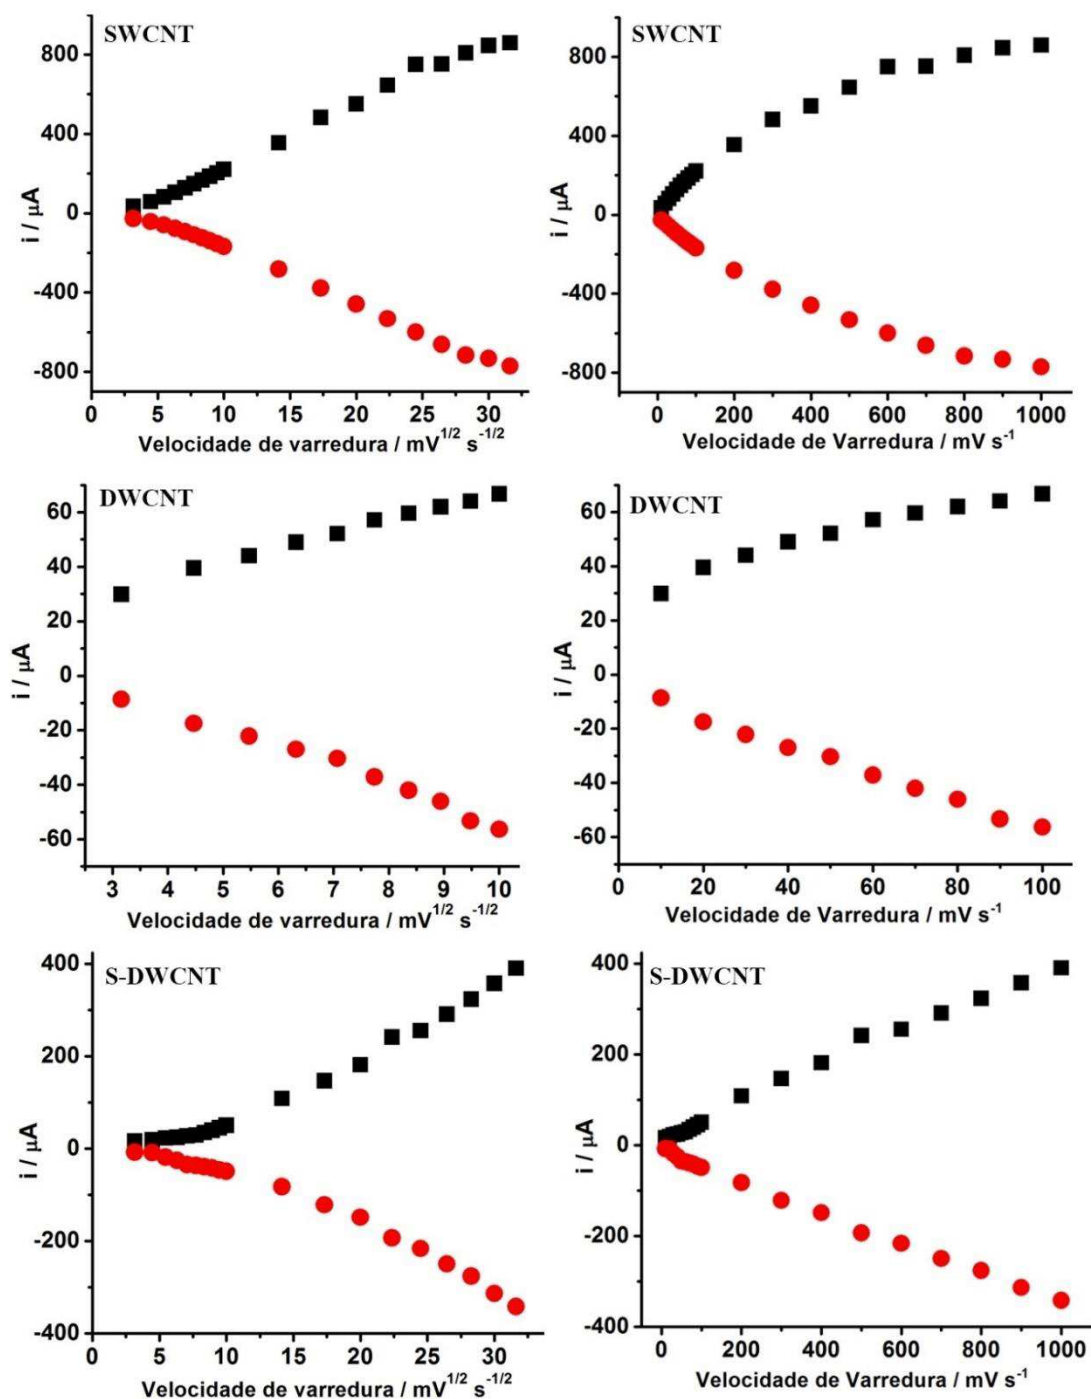 SWCNT
i / µA
800
400
0
-400
-800
0 5 10 15 20 25 30
Velocidade de varredura / mV^1/2 s^-1/2
SWCNT
i / µA
800
400
0
-400
-800
0 200 400 600 800 1000
Velocidade de Varredura / mV s^-1
DWCNT
i / µA
60
40
20
0
-20
-40
-60
3 4 5 6 7 8 9 10
Velocidade de varredura / mV^1/2 s^-1/2
DWCNT
i / µA
60
40
20
0
-20
-40
-60
0 20 40 60 80 100
Velocidade de Varredura / mV s^-1
S-DWCNT
i / µA
400
200
0
-200
-400
0 5 10 15 20 25 30
Velocidade de varredura / mV^1/2 s^-1/2
S-DWCNT
i / µA
400
200
0
-200
-400
0 200 400 600 800 1000
Velocidade de Varredura / mV s^-1